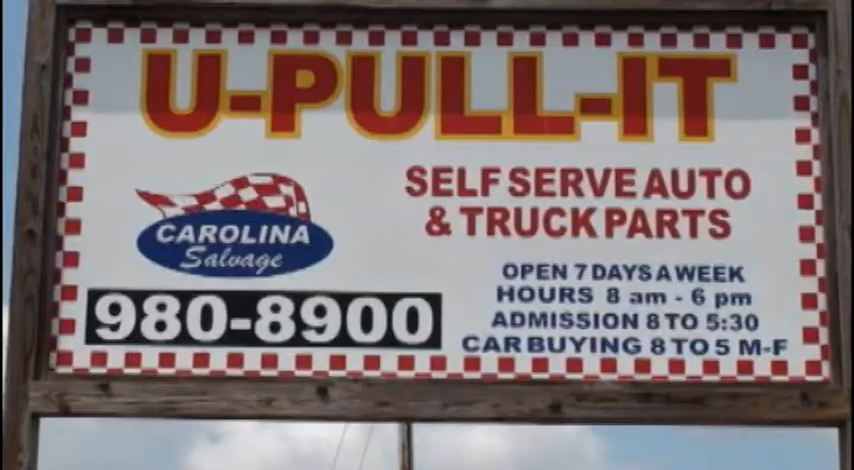 U-PULL-IT
SELF SERVE AUTO
& TRUCK PARTS
CAROLINA
Salvage
980-8900
OPEN 7 DAYS A WEEK
HOURS 8 am - 6 pm
ADMISSION 8 TO 5:30
CAR BUYING 8 TO 5 M-F